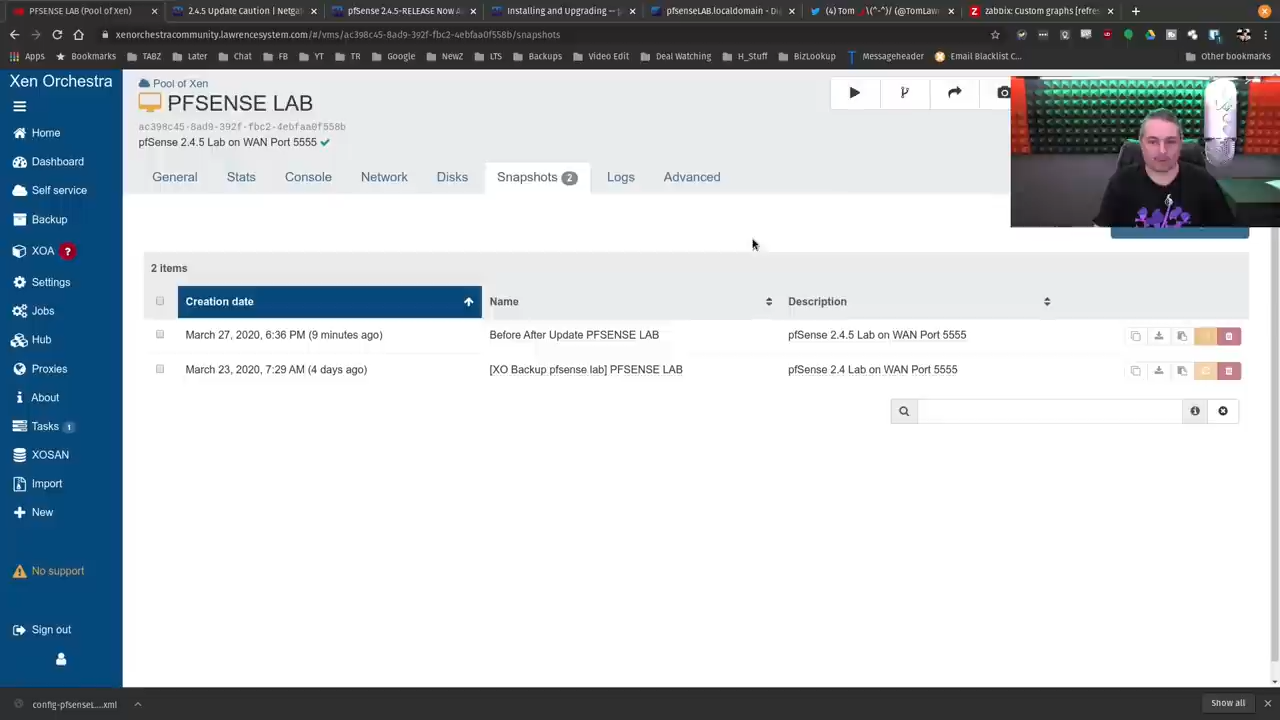 PFSENSE LAB (Pool of Xen)
2.4.5 Update Caution | Netga
pfSense 2.4.5-RELEASE Now A
Installing and Upgrading — p
pfsenseLAB.localdomain - Di
(4) Tom _/\(^-^)/ (@TomLaw
zabbix: Custom graphs [refre
xenorchestracommunity.lawrencesystem.com/#/vms/ac398c45-8ad9-392f-fbc2-4ebfaa0f558b/snapshots
Apps
Bookmarks
TABZ
Later
Chat
FB
YT
TR
Google
NewZ
LTS
Backups
Video Edit
Deal Watching
H_Stuff
BizLookup
Messageheader
Email Blacklist C...
Other bookmarks
Xen Orchestra
Home
Dashboard
Self service
Backup
XOA ?
Settings
Jobs
Hub
Proxies
About
Tasks 1
XOSAN
Import
New
No support
Sign out
Pool of Xen
PFSENSE LAB
ac398c45-8ad9-392f-fbc2-4ebfaa0f558b
pfSense 2.4.5 Lab on WAN Port 5555
General
Stats
Console
Network
Disks
Snapshots 2
Logs
Advanced
2 items
Creation date
Name
Description
March 27, 2020, 6:36 PM (9 minutes ago)
Before After Update PFSENSE LAB
pfSense 2.4.5 Lab on WAN Port 5555
March 23, 2020, 7:29 AM (4 days ago)
[XO Backup pfsense lab] PFSENSE LAB
pfSense 2.4 Lab on WAN Port 5555
config-pfsenseL....xml
Show all